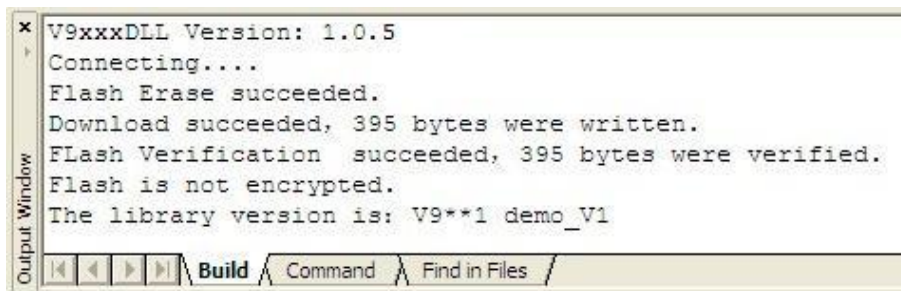 V9xxxDLL Version: 1.0.5
Connecting....
Flash Erase succeeded.
Download succeeded, 395 bytes were written.
FLash Verification  succeeded, 395 bytes were verified.
Flash is not encrypted.
The library version is: V9**1 demo_V1
Output Window
Build Command Find in Files